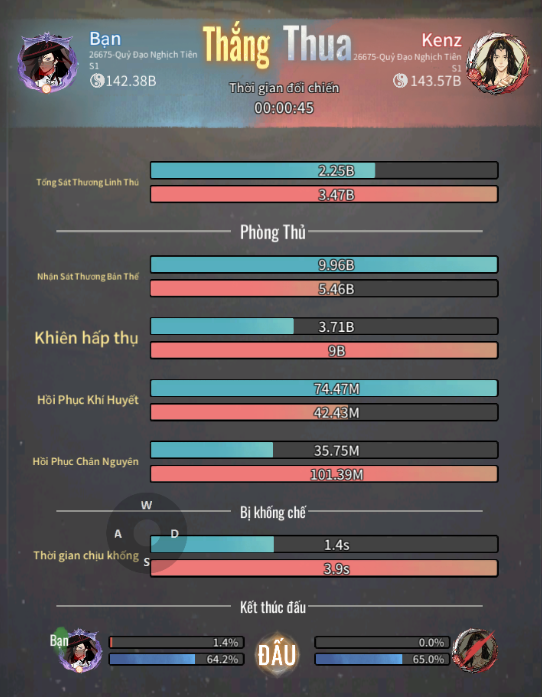 Bạn
26675-Quỷ Đạo Nghịch Tiên
S1
142.38B
Thắng Thua
Kenz
26675-Quỷ Đạo Nghịch Tiên
S1
143.57B
Thời gian đối chiến
00:00:45
Tổng Sát Thương Linh Thú
2.25B
3.47B
Phòng Thủ
Nhận Sát Thương Bản Thể
9.96B
5.46B
Khiên hấp thụ
3.71B
9B
Hồi Phục Khí Huyết
74.47M
42.43M
Hồi Phục Chân Nguyên
35.75M
101.39M
Bị khống chế
W
A D
S
Thời gian chịu khống
1.4s
3.9s
Kết thúc đấu
Bạn
1.4%
64.2%
ĐẤU
0.0%
65.0%